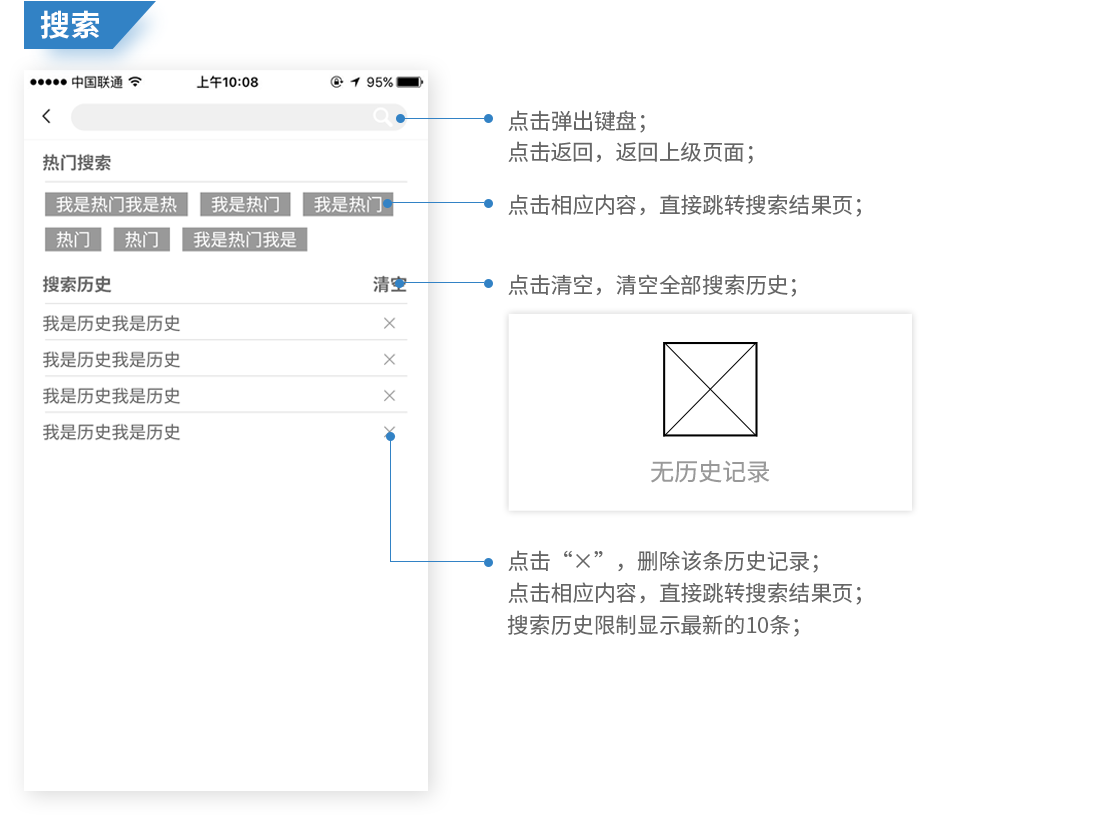 搜索
中国联通 上午10:08 95%
点击弹出键盘；
点击返回，返回上级页面；
热门搜索
我是热门我是热 我是热门 我是热门
点击相应内容，直接跳转搜索结果页；
热门 热门 我是热门我是
搜索历史 清空
点击清空，清空全部搜索历史；
我是历史我是历史 ×
我是历史我是历史 ×
我是历史我是历史 ×
我是历史我是历史 ×
无历史记录
点击“×”，删除该条历史记录；
点击相应内容，直接跳转搜索结果页；
搜索历史限制显示最新的10条；